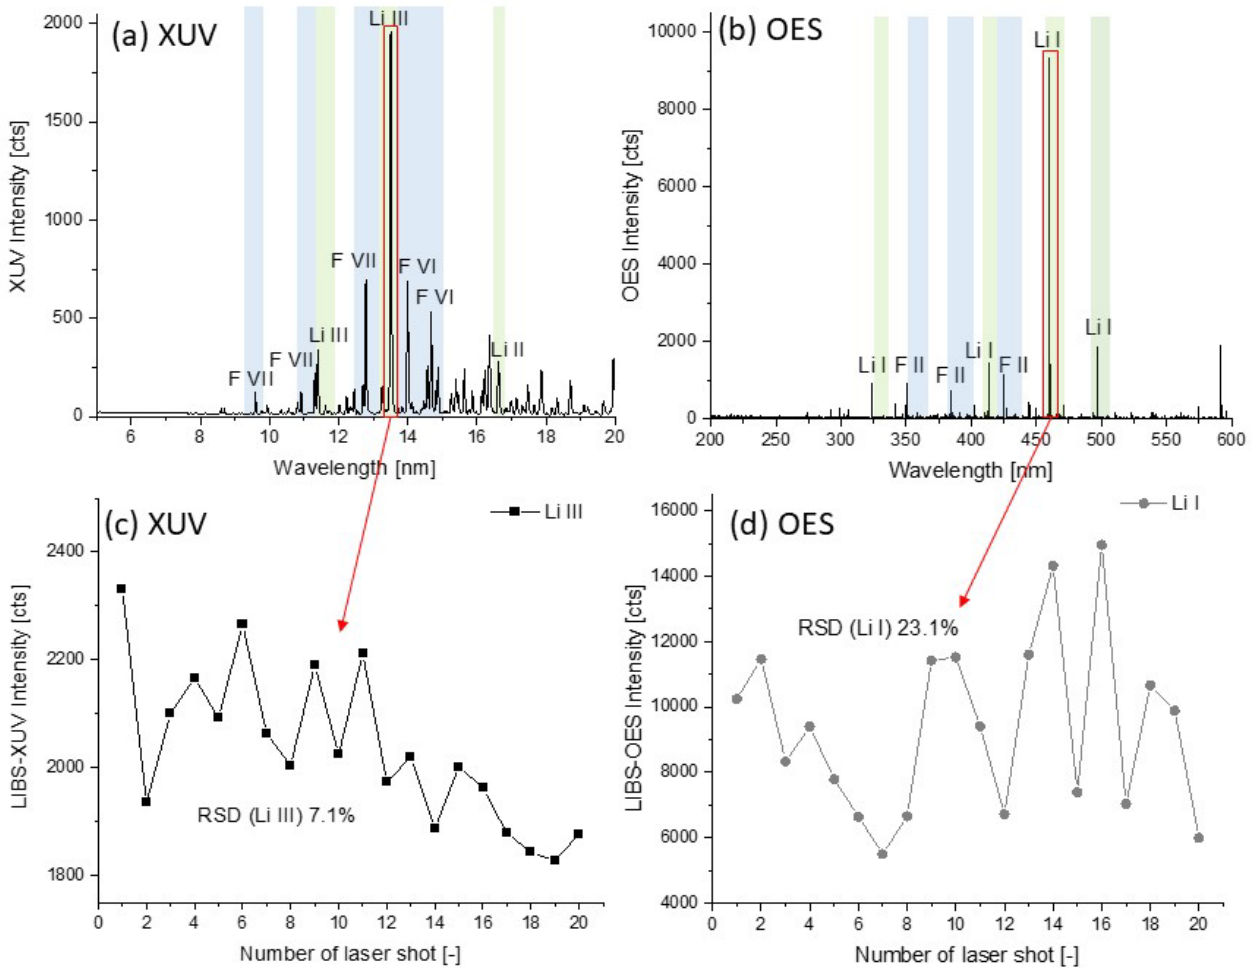 (a) XUV
Li III
2000
1500
1000
500
0
XUV Intensity [cts]
F VII
F VI
F VI
Li III
F VII
F VII
Li II
6 8 10 12 14 16 18 20
Wavelength [nm]
(b) OES
Li I
10000
8000
6000
4000
2000
0
OES Intensity [cts]
Li I
F II
F II
Li I
F II
Li I
200 250 300 350 400 450 500 550 600
Wavelength [nm]
(c) XUV
Li III
2400
2200
2000
1800
LIBS-XUV Intensity [cts]
RSD (Li III) 7.1%
0 2 4 6 8 10 12 14 16 18 20
Number of laser shot [-]
(d) OES
Li I
16000
14000
12000
10000
8000
6000
4000
LIBS-OES Intensity [cts]
RSD (Li I) 23.1%
0 2 4 6 8 10 12 14 16 18 20
Number of laser shot [-]